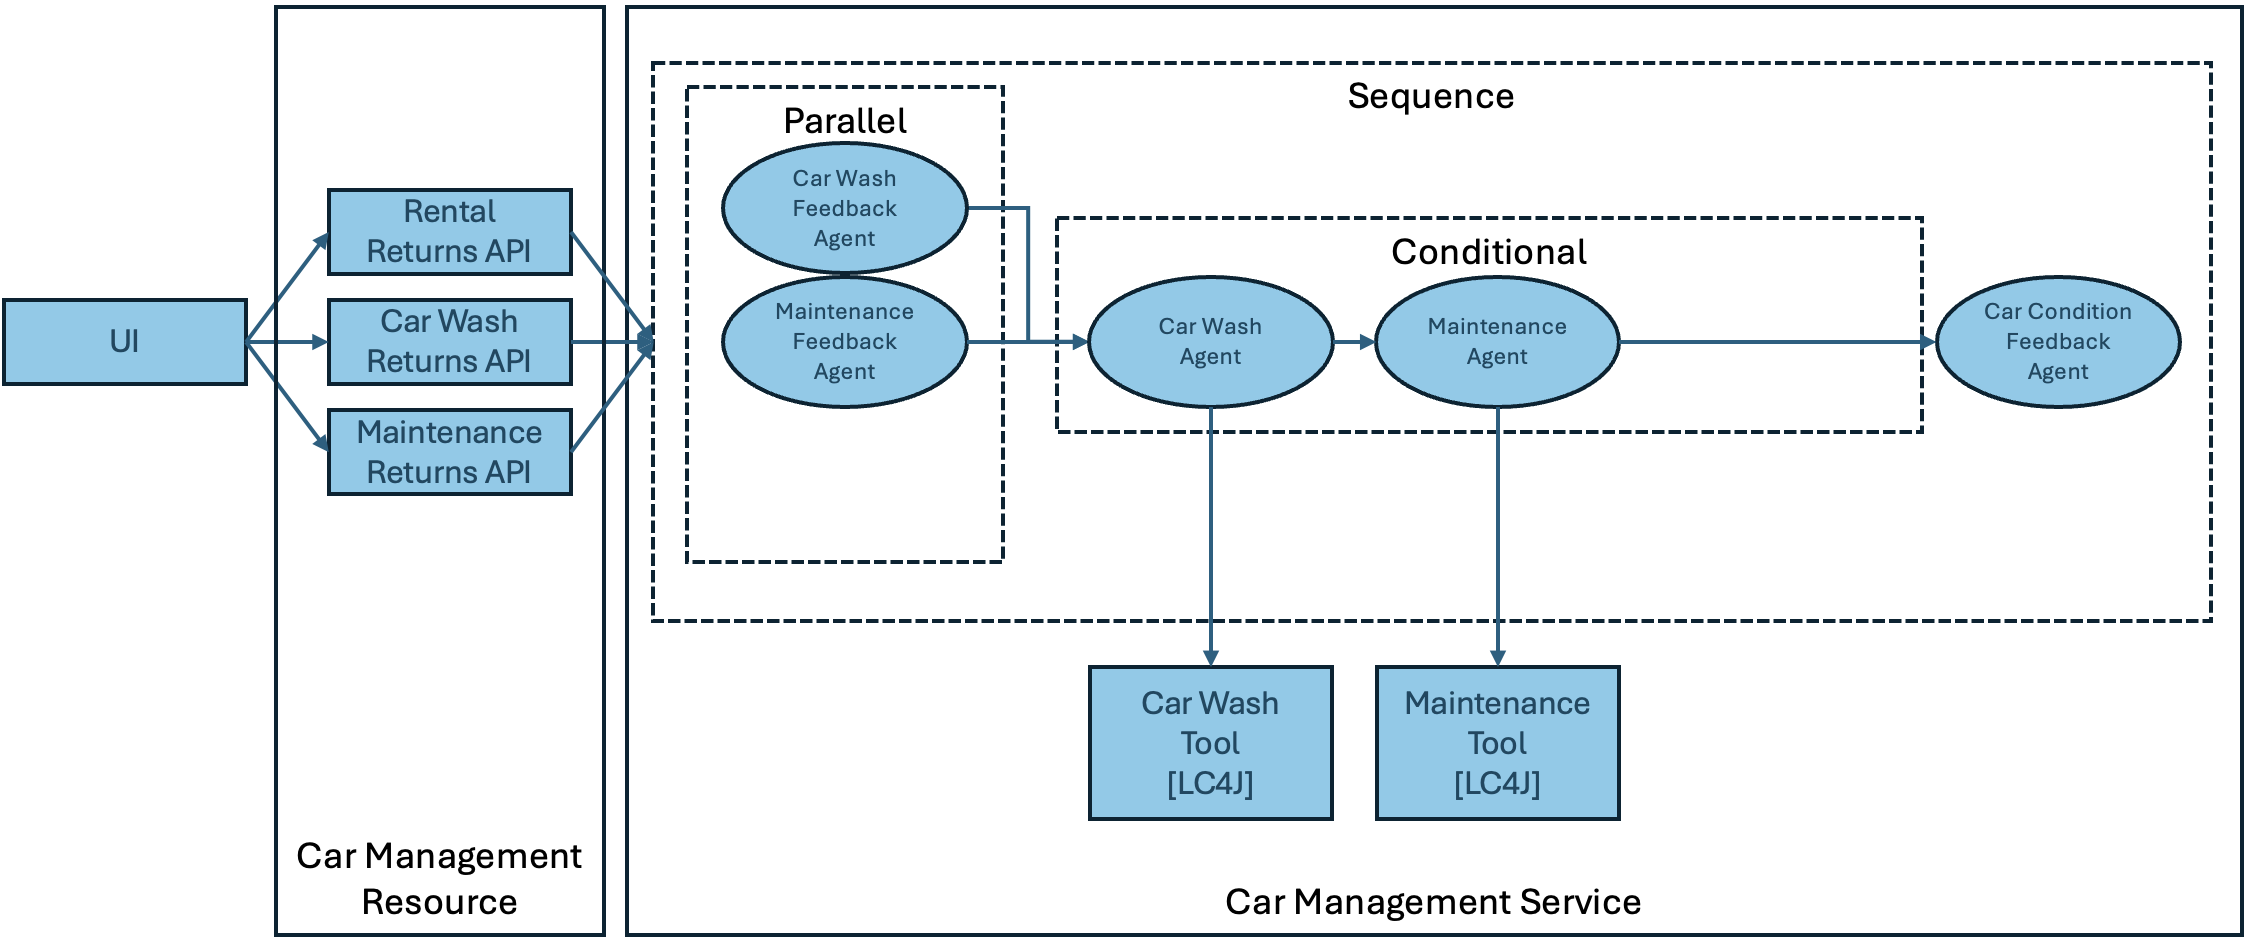 UI
Rental
Returns API
Car Wash
Returns API
Maintenance
Returns API
Car Management
Resource
Sequence
Parallel
Car Wash
Feedback
Agent
Maintenance
Feedback
Agent
Conditional
Car Wash
Agent
Maintenance
Agent
Car Condition
Feedback
Agent
Car Wash
Tool
[LC4J]
Maintenance
Tool
[LC4J]
Car Management Service